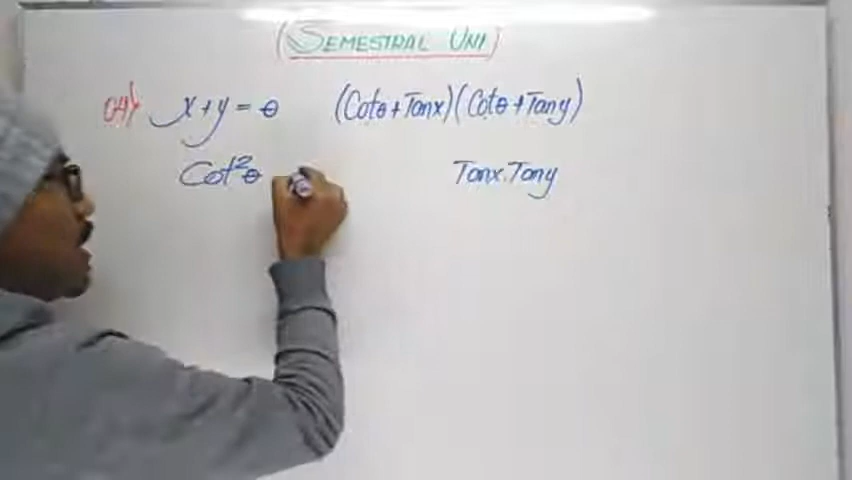 (SEMESTRAL UNI)
04) x+y = θ (Cotθ+Tanx)(Cotθ+Tany)
Cot²θ Tanx.Tany